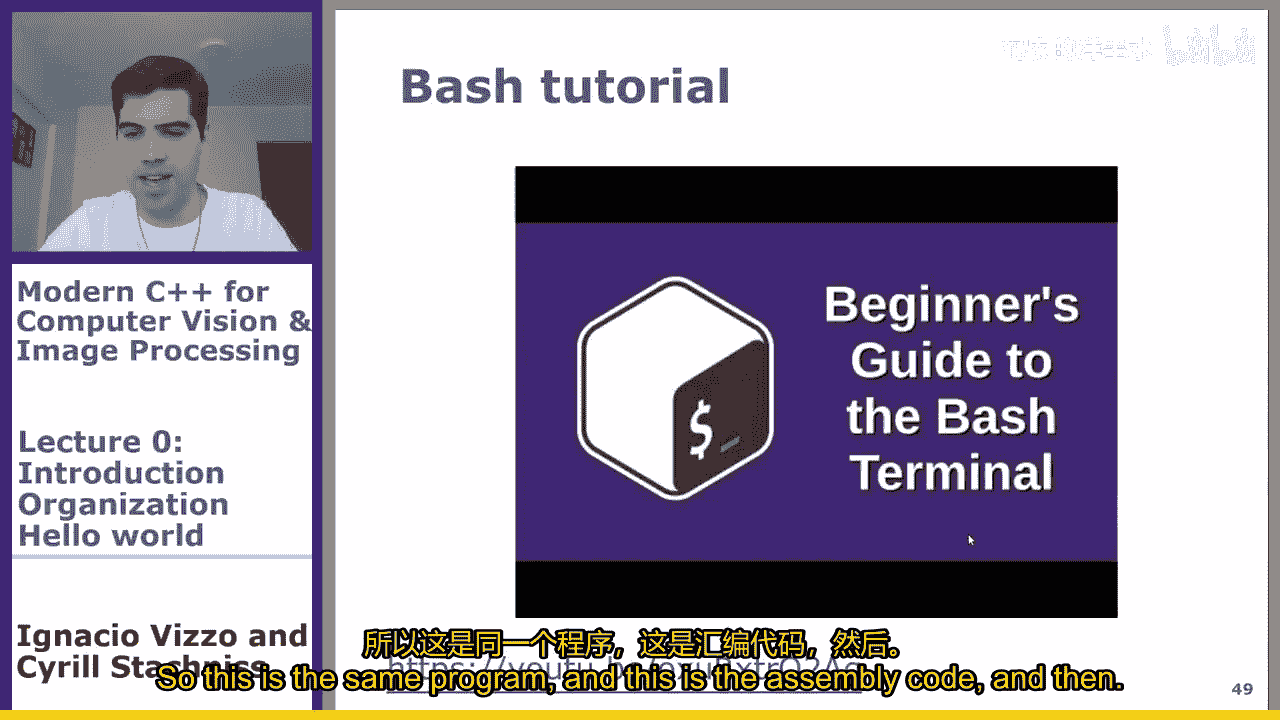 Bash tutorial
Beginner's
Guide to
the Bash
Terminal
$_
Modern C++ for
Computer Vision &
Image Processing
Lecture 0:
Introduction
Organization
Hello world
Ignacio Vizzo and
Cyrill
所以这是同一个程序，这是汇编代码，然后。
So this is the same program, and this is the assembly code, and then.
49